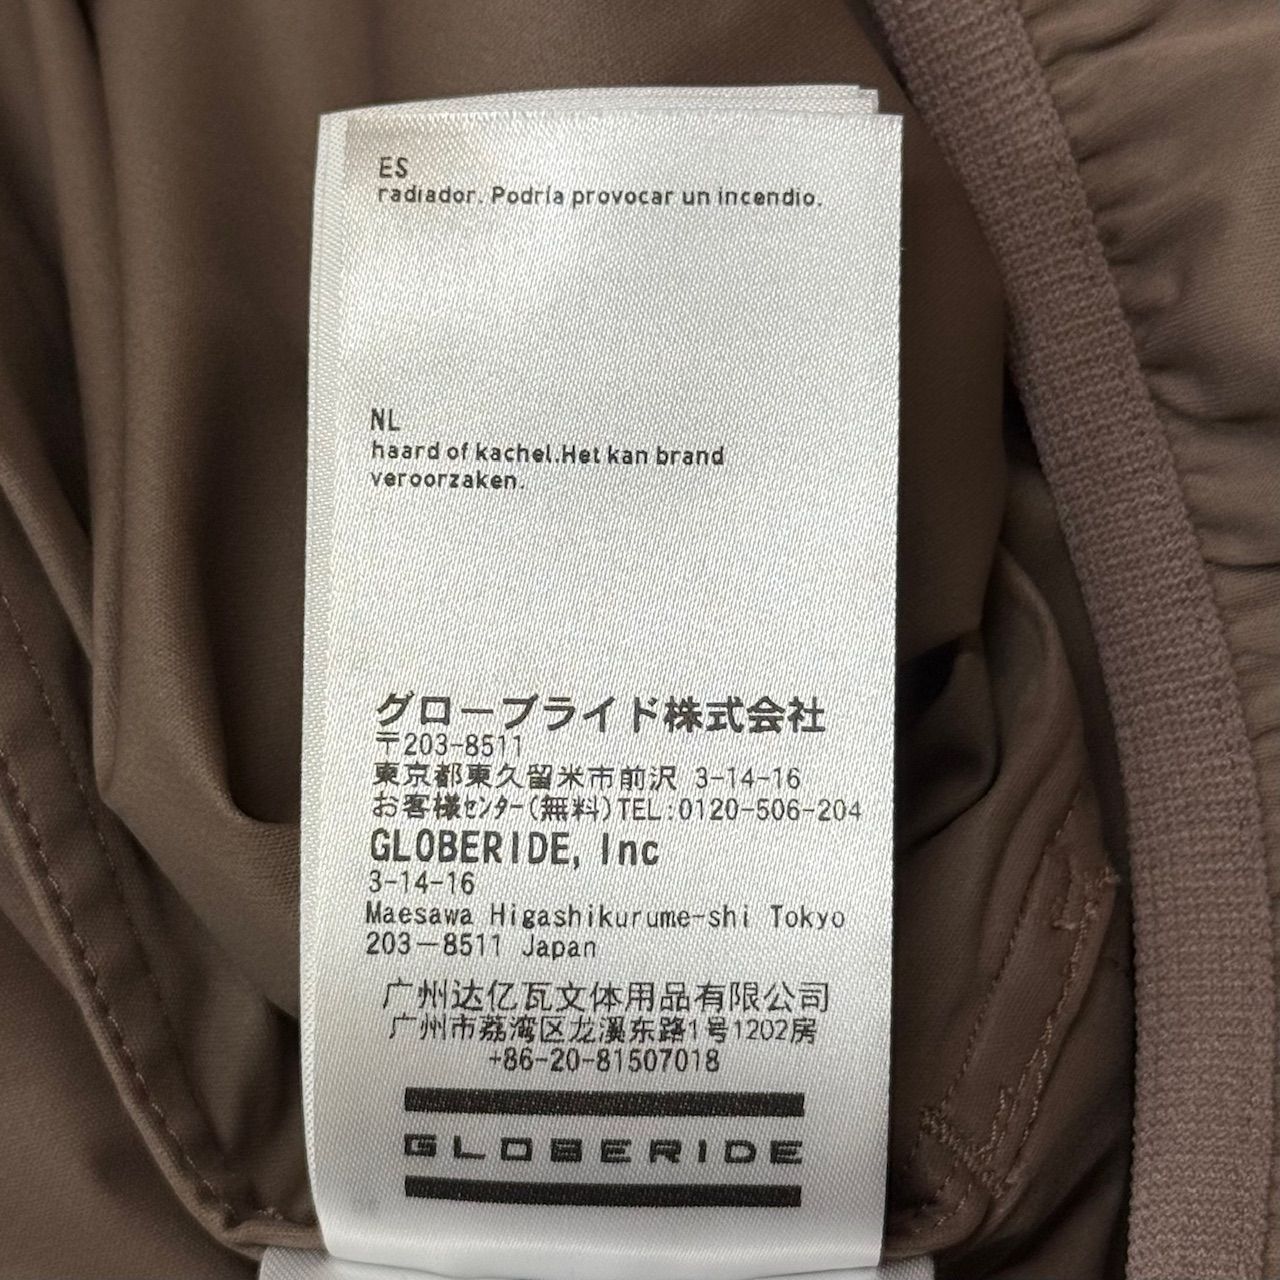 ES
radiador. Podría provocar un incendio.
NL
haard of kachel.Het kan brand
veroorzaken.
グローブライド株式会社
〒203-8511
東京都東久留米市前沢 3-14-16
お客様ｾﾝﾀｰ(無料)TEL:0120-506-204
GLOBERIDE, Inc
3-14-16
Maesawa Higashikurume-shi Tokyo
203-8511 Japan
广州达亿瓦文体用品有限公司
广州市荔湾区龙溪东路1号1202房
+86-20-81507018
GLOBERIDE